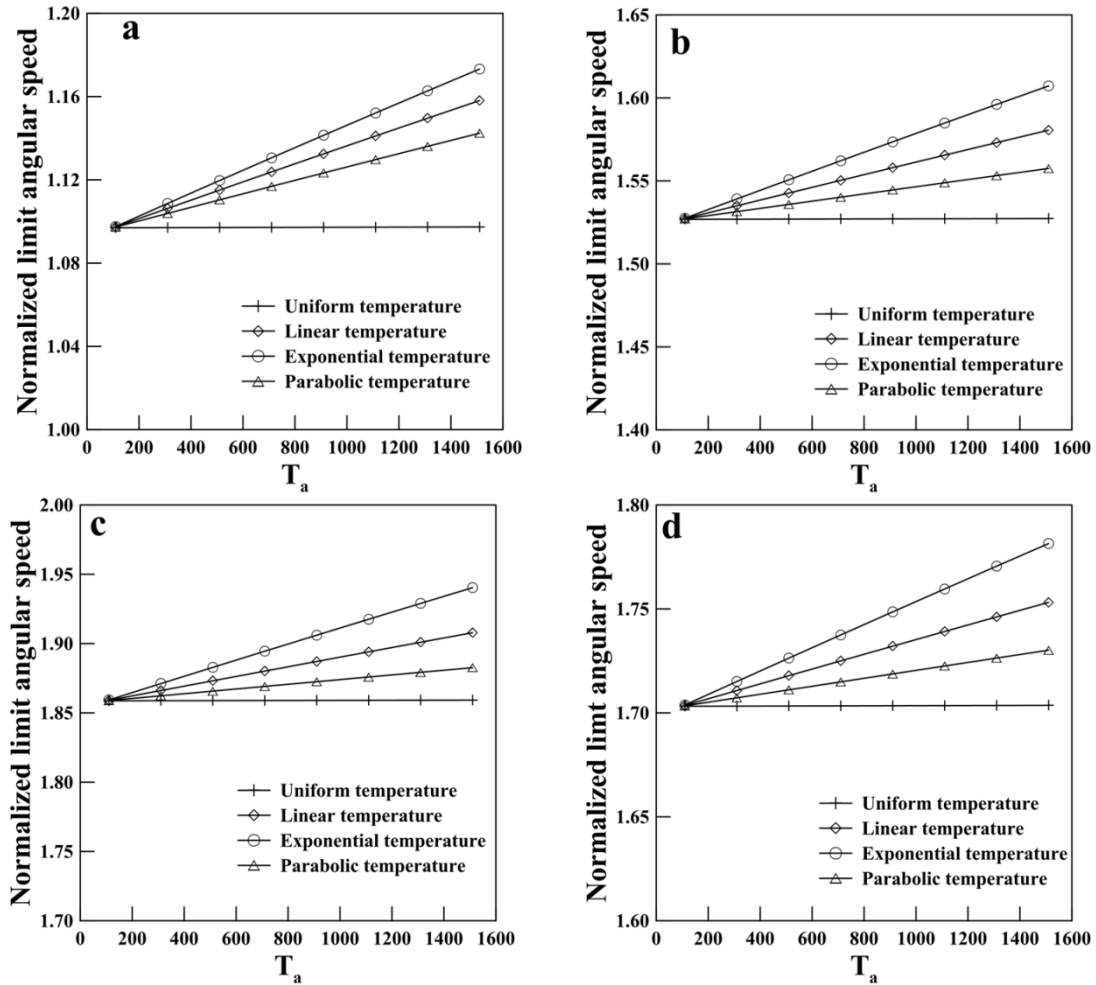 a
Normalized limit angular speed
1.20
1.16
1.12
1.08
1.04
1.00
Uniform temperature
Linear temperature
Exponential temperature
Parabolic temperature
0 200 400 600 800 1000 1200 1400 1600
Ta
b
Normalized limit angular speed
1.65
1.60
1.55
1.50
1.45
1.40
Uniform temperature
Linear temperature
Exponential temperature
Parabolic temperature
0 200 400 600 800 1000 1200 1400 1600
Ta
c
Normalized limit angular speed
2.00
1.95
1.90
1.85
1.80
1.75
1.70
Uniform temperature
Linear temperature
Exponential temperature
Parabolic temperature
0 200 400 600 800 1000 1200 1400 1600
Ta
d
Normalized limt angular speed
1.80
1.75
1.70
1.65
1.60
Uniform temperature
Linear temperature
Exponential temperature
Parabolic temperature
0 200 400 600 800 1000 1200 1400 1600
Ta